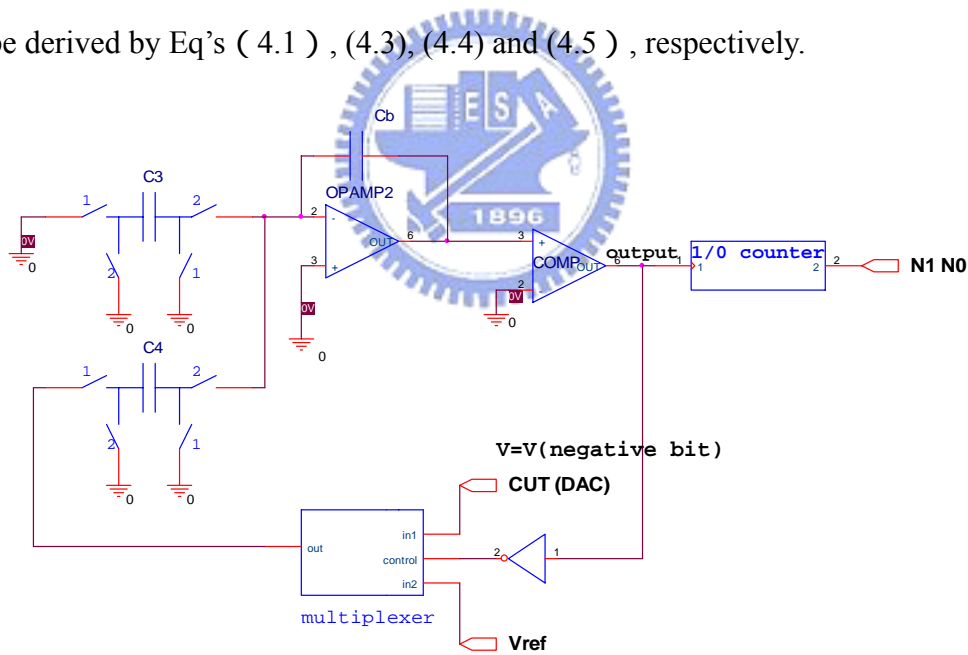 be derived by Eq's ( 4.1 ) , (4.3), (4.4) and (4.5 ) , respectively.
E S A
1896
Cb
C3
1
2
OPAMP2
2
-
OUT
6
3
+
0V
0
2
1
0
0
0V
0
3
+
COMP
OUT
6
2
-
0V
0
output
1
1/0 counter
1
2
2
N1 N0
C4
1
2
2
1
0
0
V=V(negative bit)
CUT (DAC)
in1
out
control
in2
2
1
multiplexer
Vref